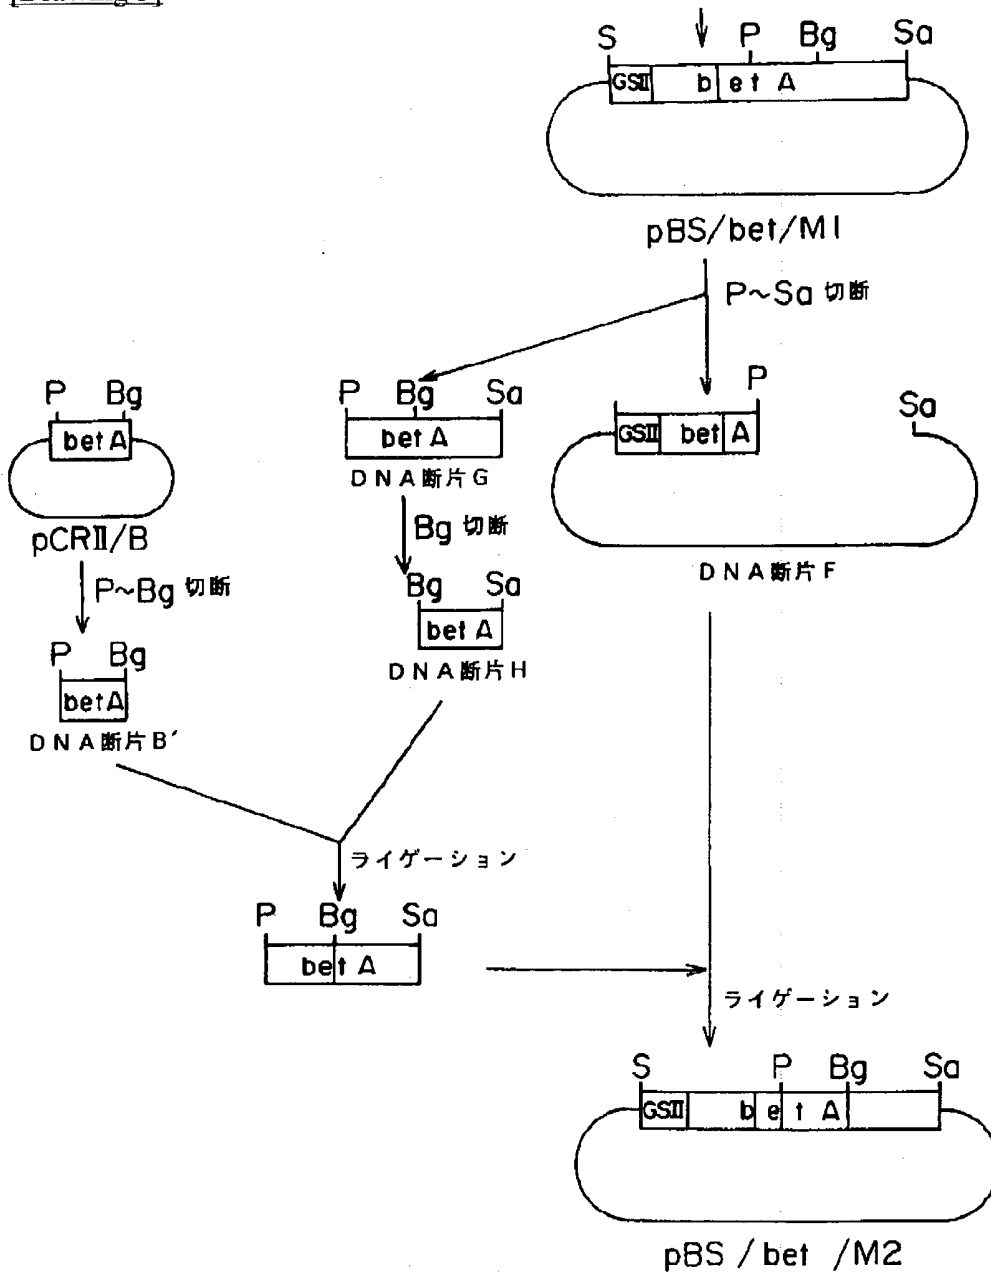 S P Bg Sa
GSII b e t A
pBS/bet/M1
P~Sa 切断
P Bg
bet A
pCRII/B
P Bg Sa
bet A
DNA断片G
P Sa
GSII bet A
DNA断片F
P~Bg 切断
Bg 切断
P Bg
bet A
DNA断片B′
Bg Sa
bet A
DNA断片H
ライゲーション
P Bg Sa
bet A
ライゲーション
S P Bg Sa
GSII b e t A
pBS / bet /M2